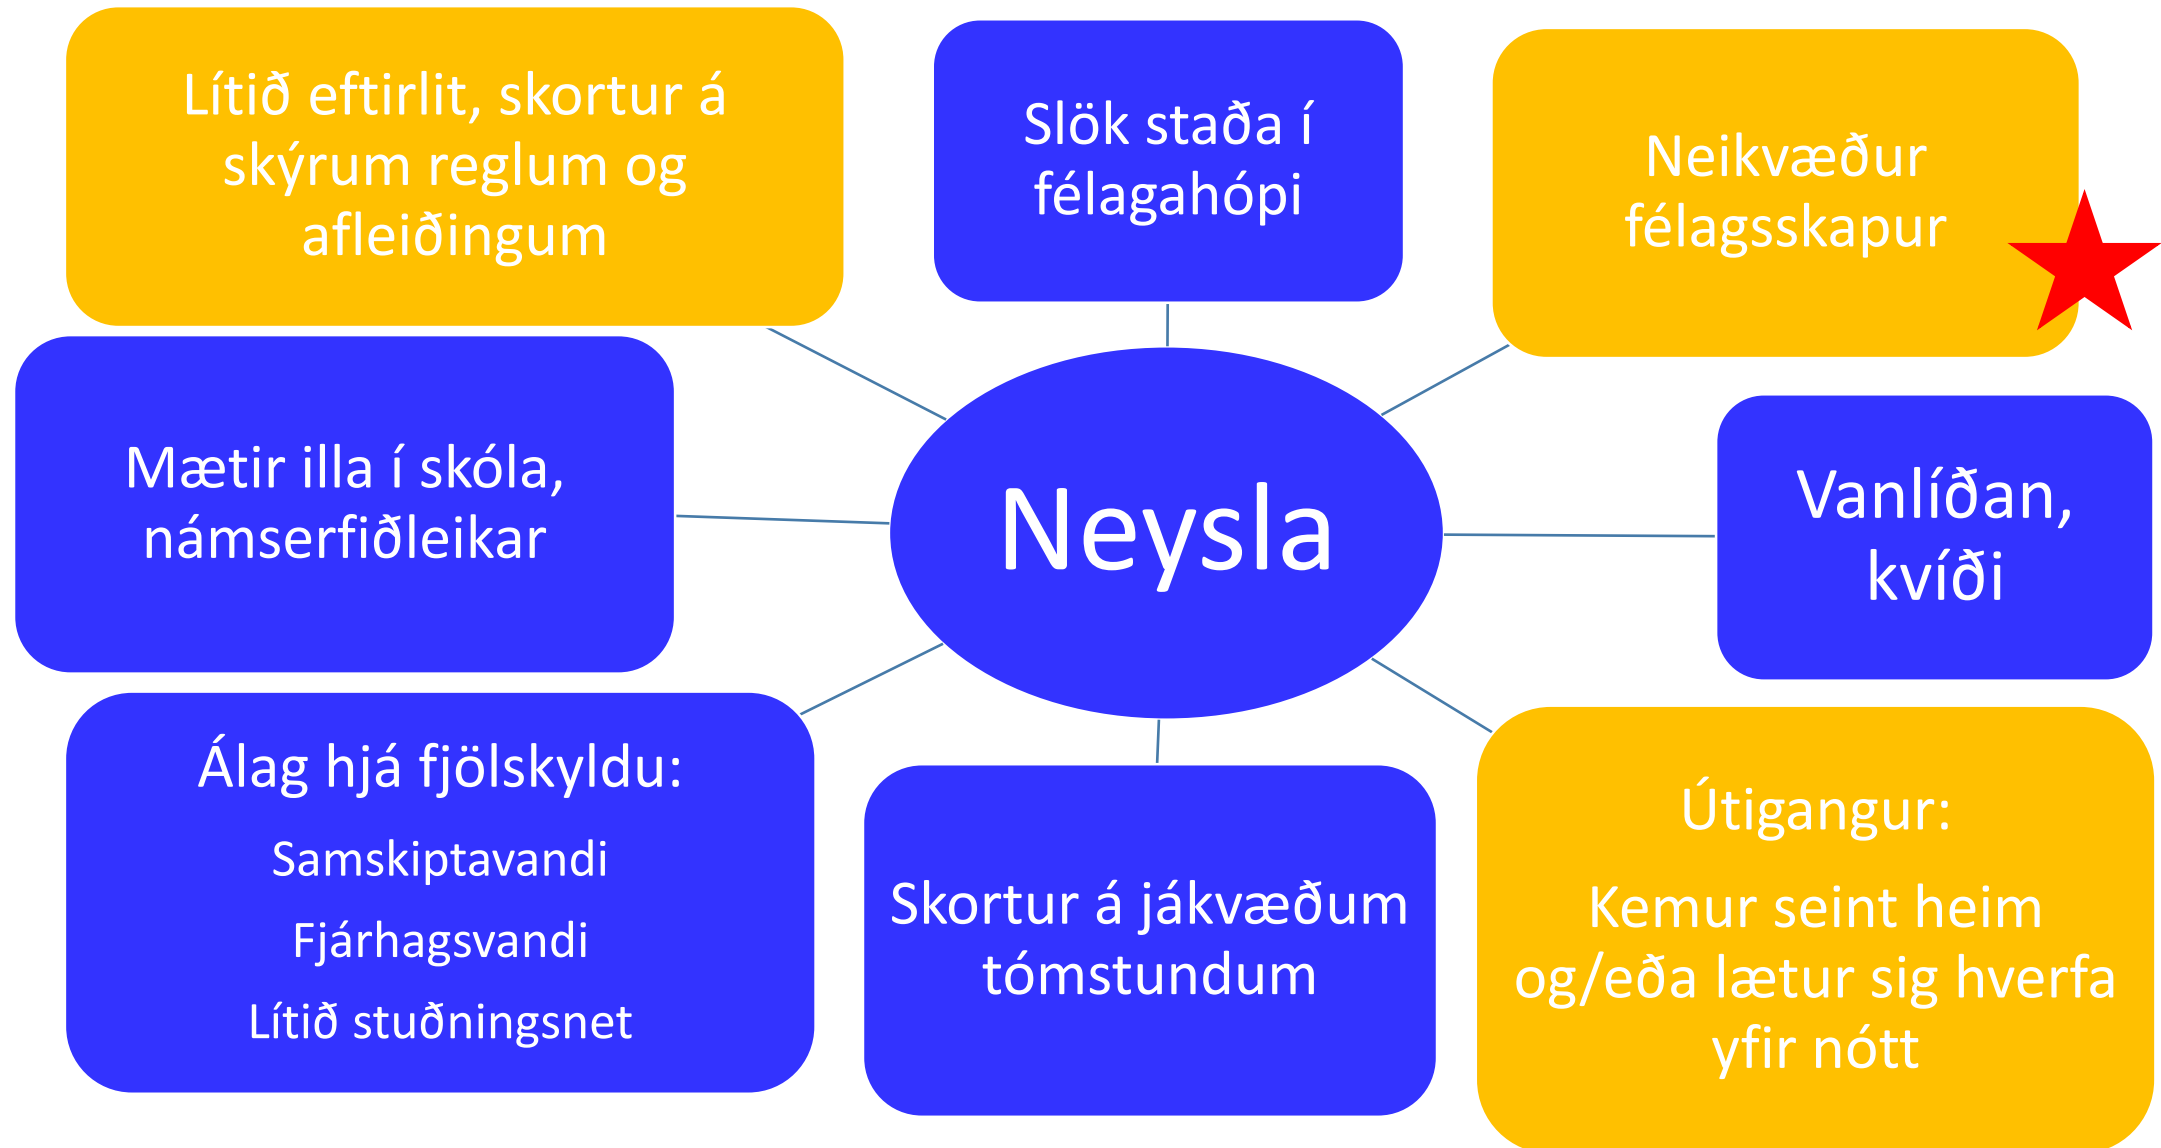 Lítið eftirlit, skortur á
skýrum reglum og
afleiðingum
Slök staða í
félagahópi
Neikvæður
félagsskapur
Mætir illa í skóla,
námserfiðleikar
Neysla
Vanlíðan,
kvíði
Álag hjá fjölskyldu:
Samskiptavandi
Fjárhagsvandi
Lítið stuðningsnet
Skortur á jákvæðum
tómstundum
Útigangur:
Kemur seint heim
og/eða lætur sig hverfa
yfir nótt